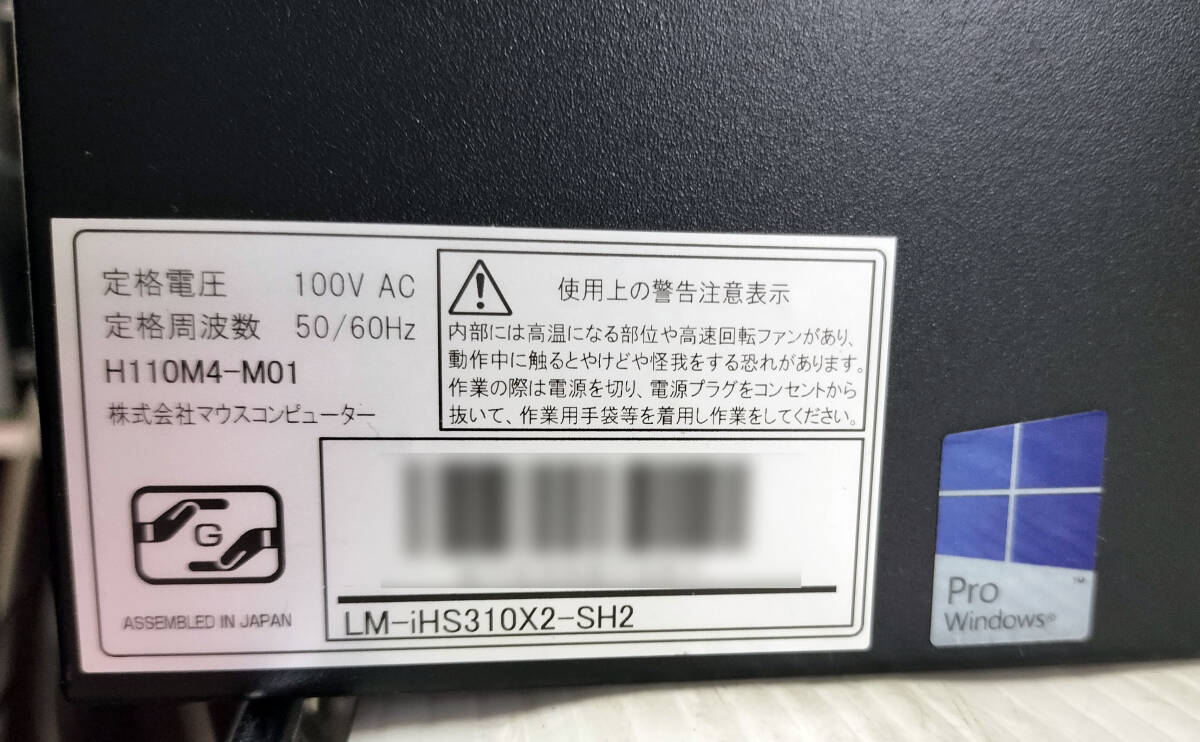 定格電圧 100V AC
定格周波数 50/60Hz
H110M4-M01
株式会社マウスコンピューター
使用上の警告注意表示
内部には高温になる部位や高速回転ファンがあり、
動作中に触るとやけどや怪我をする恐れがあります。
作業の際は電源を切り、電源プラグをコンセントから
抜いて、作業用手袋等を着用し作業をしてください。
G
ASSEMBLED IN JAPAN
LM-iHS310X2-SH2
Pro ™
Windows®